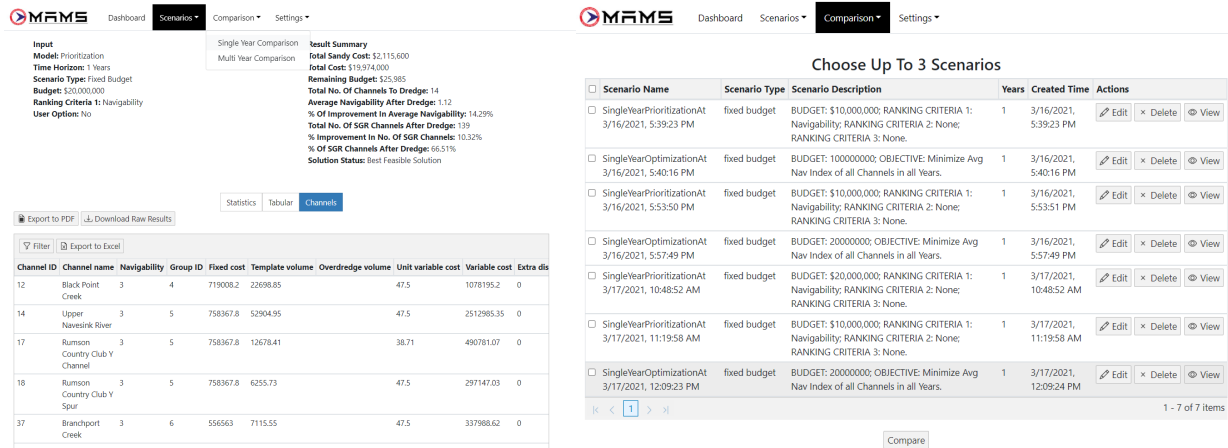 MAMS
Dashboard Scenarios Comparison Settings
Single Year Comparison
Multi Year Comparison
Input
Model: Prioritization
Time Horizon: 1 Years
Scenario Type: Fixed Budget
Budget: $20,000,000
Ranking Criteria 1: Navigability
User Option: No
Result Summary
Total Sandy Cost: $2,115,600
Total Cost: $19,974,000
Remaining Budget: $25,985
Total No. Of Channels To Dredge: 14
Average Navigability After Dredge: 1.12
% Of Improvement In Average Navigability: 14.29%
Total No. Of SGR Channels After Dredge: 139
% Improvement In No. Of SGR Channels: 10.32%
% Of SGR Channels After Dredge: 66.51%
Solution Status: Best Feasible Solution
Statistics Tabular Channels
Export to PDF Download Raw Results
Filter Export to Excel
Channel ID Channel name Navigability Group ID Fixed cost Template volume Overdredge volume Unit variable cost Variable cost Extra dis
12 Black Point 3 4 719008.2 22698.85 47.5 1078195.2 0
Creek
14 Upper 3 5 758367.8 52904.95 47.5 2512985.35 0
Navesink River
17 Rumson 3 5 758367.8 12678.41 38.71 490781.07 0
Country Club Y
Channel
18 Rumson 3 5 758367.8 6255.73 47.5 297147.03 0
Country Club Y
Spur
37 Branchport 3 6 556563 7115.55 47.5 337988.62 0
Creek
MAMS
Dashboard Scenarios Comparison Settings
Choose Up To 3 Scenarios
Scenario Name Scenario Type Scenario Description Years Created Time Actions
SingleYearPrioritizationAt fixed budget BUDGET: $10,000,000; RANKING CRITERIA 1: 1 3/16/2021, Edit × Delete View
3/16/2021, 5:39:23 PM Navigability; RANKING CRITERIA 2: None; 5:39:23 PM
RANKING CRITERIA 3: None.
SingleYearOptimizationAt fixed budget BUDGET: 100000000; OBJECTIVE: Minimize Avg 1 3/16/2021, Edit × Delete View
3/16/2021, 5:40:16 PM Nav Index of all Channels in all Years. 5:40:16 PM
SingleYearPrioritizationAt fixed budget BUDGET: $10,000,000; RANKING CRITERIA 1: 1 3/16/2021, Edit × Delete View
3/16/2021, 5:53:50 PM Navigability; RANKING CRITERIA 2: None; 5:53:51 PM
RANKING CRITERIA 3: None.
SingleYearOptimizationAt fixed budget BUDGET: 20000000; OBJECTIVE: Minimize Avg 1 3/16/2021, Edit × Delete View
3/16/2021, 5:57:49 PM Nav Index of all Channels in all Years. 5:57:49 PM
SingleYearPrioritizationAt fixed budget BUDGET: $20,000,000; RANKING CRITERIA 1: 1 3/17/2021, Edit × Delete View
3/17/2021, 10:48:52 AM Navigability; RANKING CRITERIA 2: None; 10:48:52 AM
RANKING CRITERIA 3: None.
SingleYearPrioritizationAt fixed budget BUDGET: $10,000,000; RANKING CRITERIA 1: 1 3/17/2021, Edit × Delete View
3/17/2021, 11:19:58 AM Navigability; RANKING CRITERIA 2: None; 11:19:58 AM
RANKING CRITERIA 3: None.
SingleYearOptimizationAt fixed budget BUDGET: 20000000; OBJECTIVE: Minimize Avg 1 3/17/2021, Edit × Delete View
3/17/2021, 12:09:23 PM Nav Index of all Channels in all Years. 12:09:24 PM
1 1 - 7 of 7 items
Compare